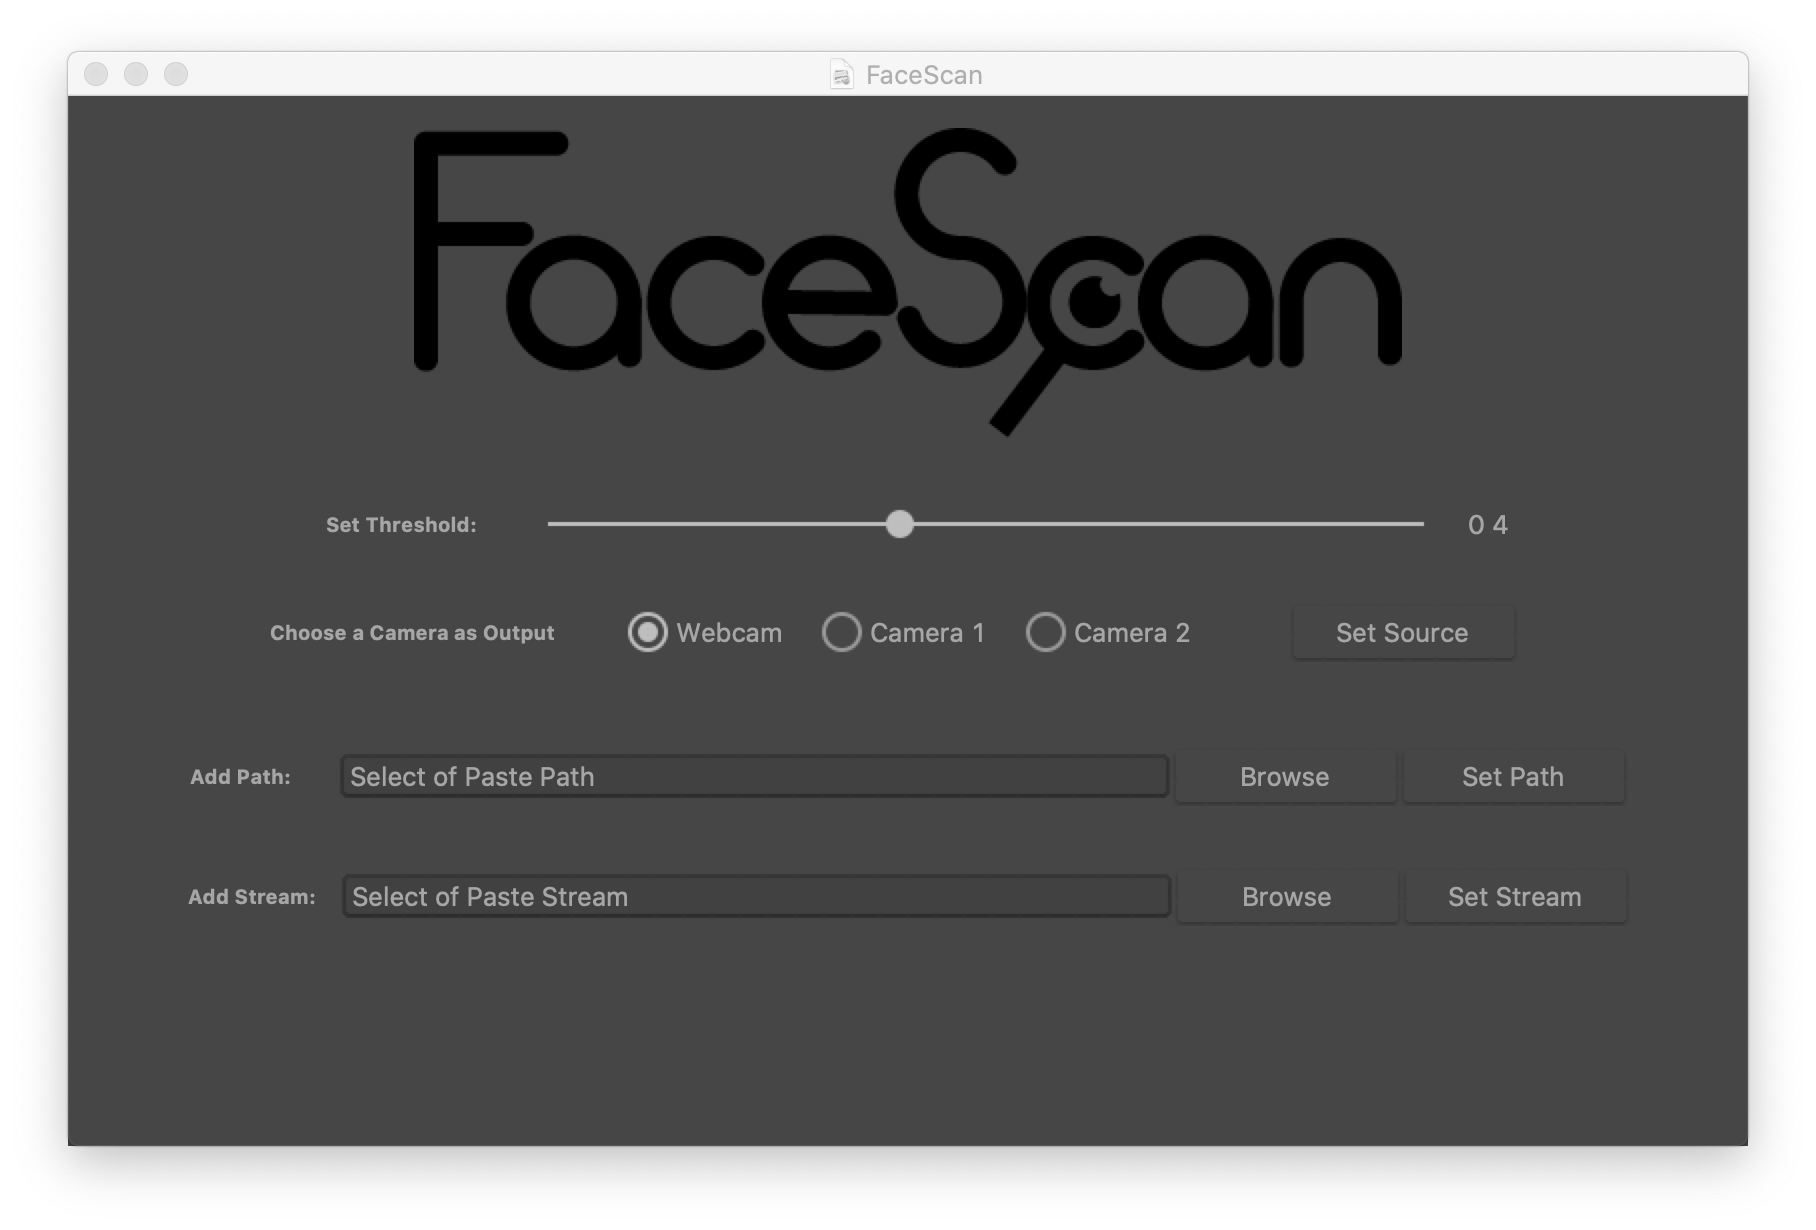 FaceScan
FaceScan
Set Threshold: 0 4
Choose a Camera as Output Webcam Camera 1 Camera 2 Set Source
Add Path: Select of Paste Path Browse Set Path
Add Stream: Select of Paste Stream Browse Set Stream